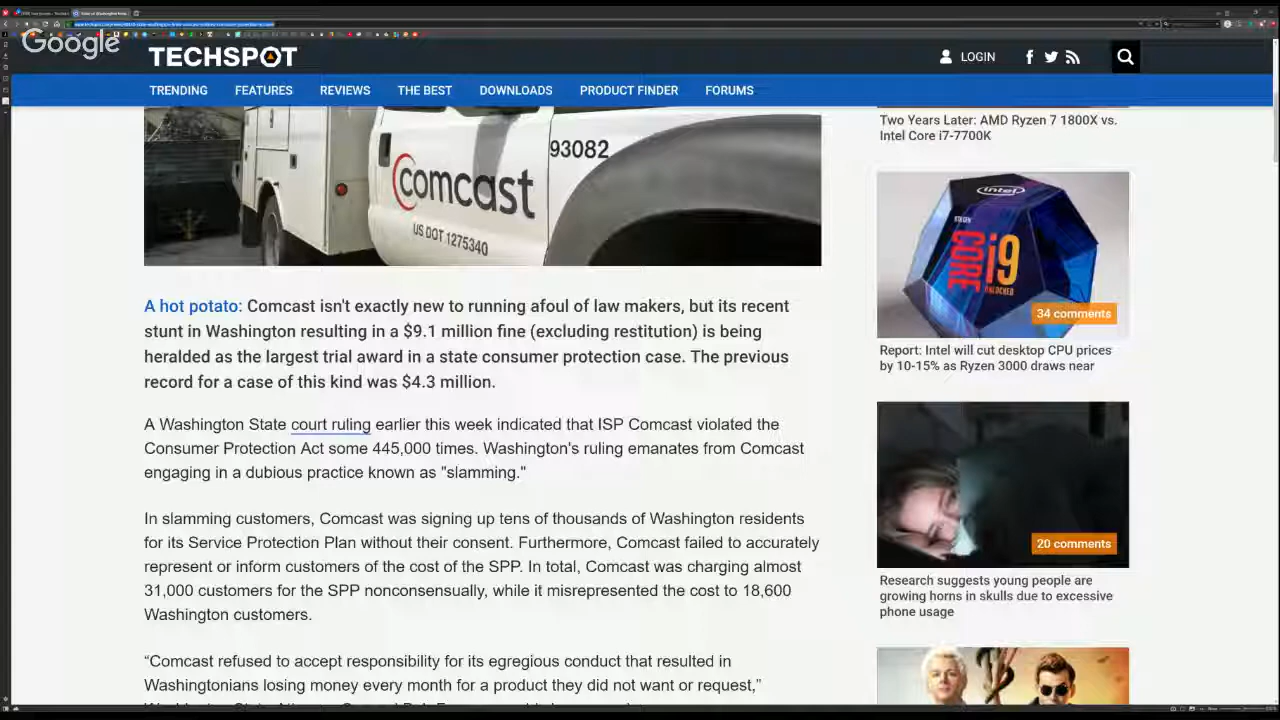 Google
TECHSPOT
LOGIN
TRENDING
FEATURES
REVIEWS
THE BEST
DOWNLOADS
PRODUCT FINDER
FORUMS
93082
comcast
US DOT 1275340
A hot potato: Comcast isn't exactly new to running afoul of law makers, but its recent
stunt in Washington resulting in a $9.1 million fine (excluding restitution) is being
heralded as the largest trial award in a state consumer protection case. The previous
record for a case of this kind was $4.3 million.
A Washington State court ruling earlier this week indicated that ISP Comcast violated the
Consumer Protection Act some 445,000 times. Washington's ruling emanates from Comcast
engaging in a dubious practice known as "slamming."
In slamming customers, Comcast was signing up tens of thousands of Washington residents
for its Service Protection Plan without their consent. Furthermore, Comcast failed to accurately
represent or inform customers of the cost of the SPP. In total, Comcast was charging almost
31,000 customers for the SPP nonconsensually, while it misrepresented the cost to 18,600
Washington customers.
“Comcast refused to accept responsibility for its egregious conduct that resulted in
Washingtonians losing money every month for a product they did not want or request,”
Two Years Later: AMD Ryzen 7 1800X vs.
Intel Core i7-7700K
intel
CORE i9
UNLOCKED
34 comments
Report: Intel will cut desktop CPU prices
by 10-15% as Ryzen 3000 draws near
20 comments
Research suggests young people are
growing horns in skulls due to excessive
phone usage